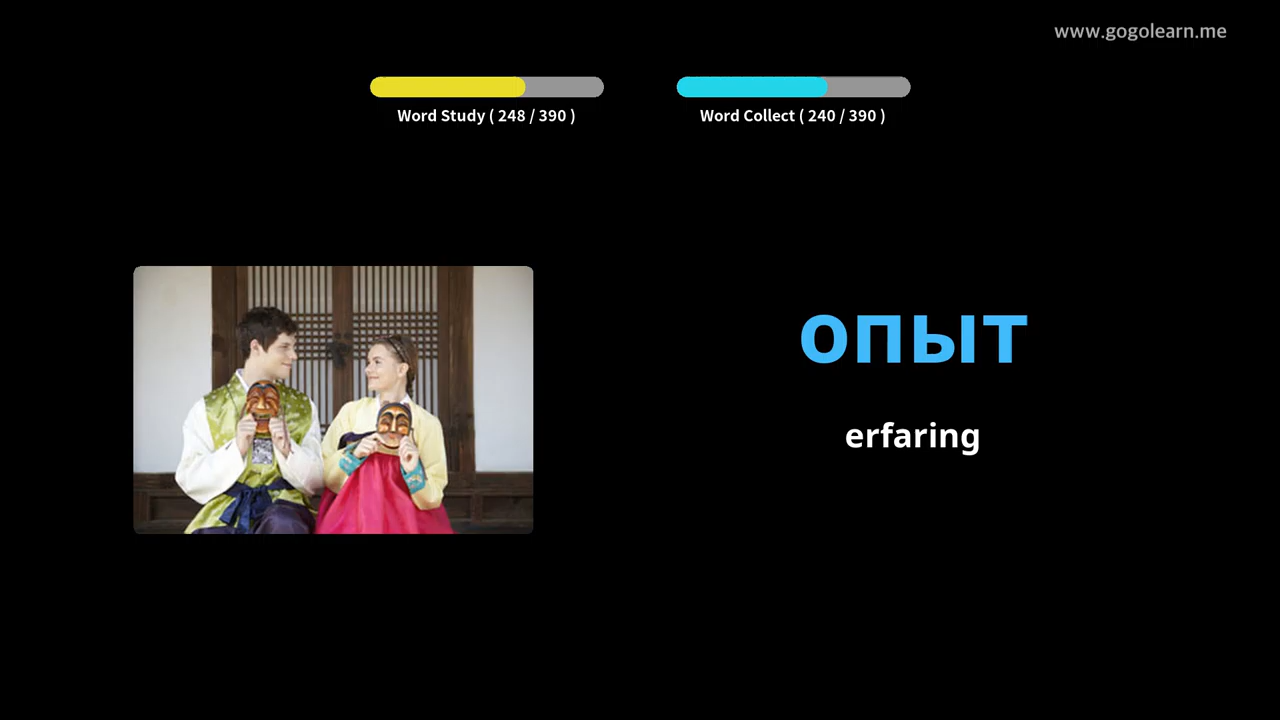 www.gogolearn.me
Word Study ( 248 / 390 )
Word Collect ( 240 / 390 )
опыт
erfaring